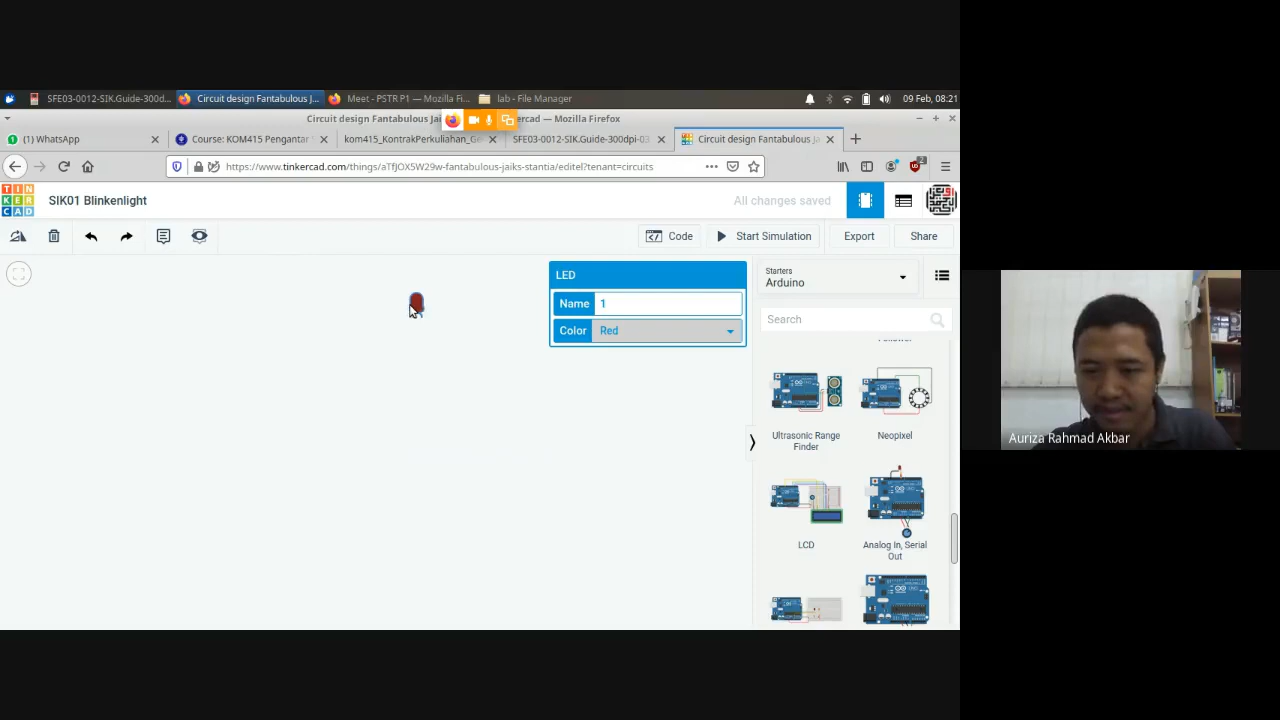 SFE03-0012-SIK.Guide-300d...
Circuit design Fantabulous J...
Meet - PSTR P1 — Mozilla Fi...
lab - File Manager
09 Feb, 08:21
Circuit design Fantabulous Jai
ercad — Mozilla Firefox
(1) WhatsApp
Course: KOM415 Pengantar
kom415_KontrakPerkuliahan_Ge
SFE03-0012-SIK.Guide-300dpi-03
Circuit design Fantabulous Ja
https://www.tinkercad.com/things/aTfJOX5W29w-fantabulous-jaiks-stantia/editel?tenant=circuits
TIN
KER
CAD
SIK01 Blinkenlight
All changes saved
Code
Start Simulation
Export
Share
LED
Name 1
Color Red
Starters
Arduino
Search
Ultrasonic Range
Finder
Neopixel
LCD
Analog In, Serial
Out
Auriza Rahmad Akbar